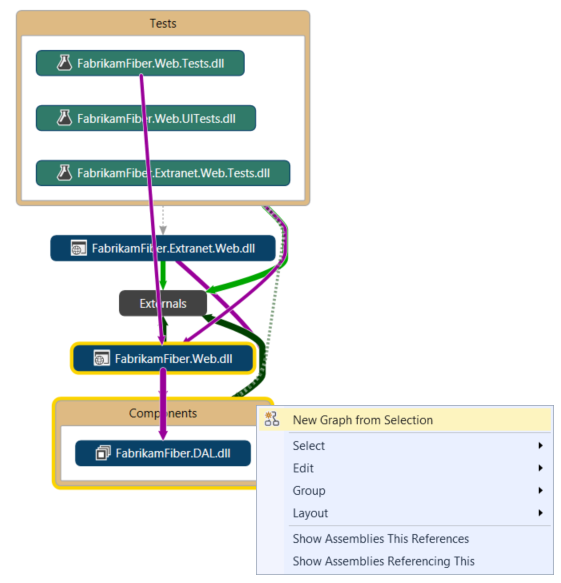 Tests
FabrikamFiber.Web.Tests.dll
FabrikamFiber.Web.UITests.dll
FabrikamFiber.Extranet.Web.Tests.dll
FabrikamFiber.Extranet.Web.dll
Externals
FabrikamFiber.Web.dll
Components
FabrikamFiber.DAL.dll
New Graph from Selection
Select
Edit
Group
Layout
Show Assemblies This References
Show Assemblies Referencing This